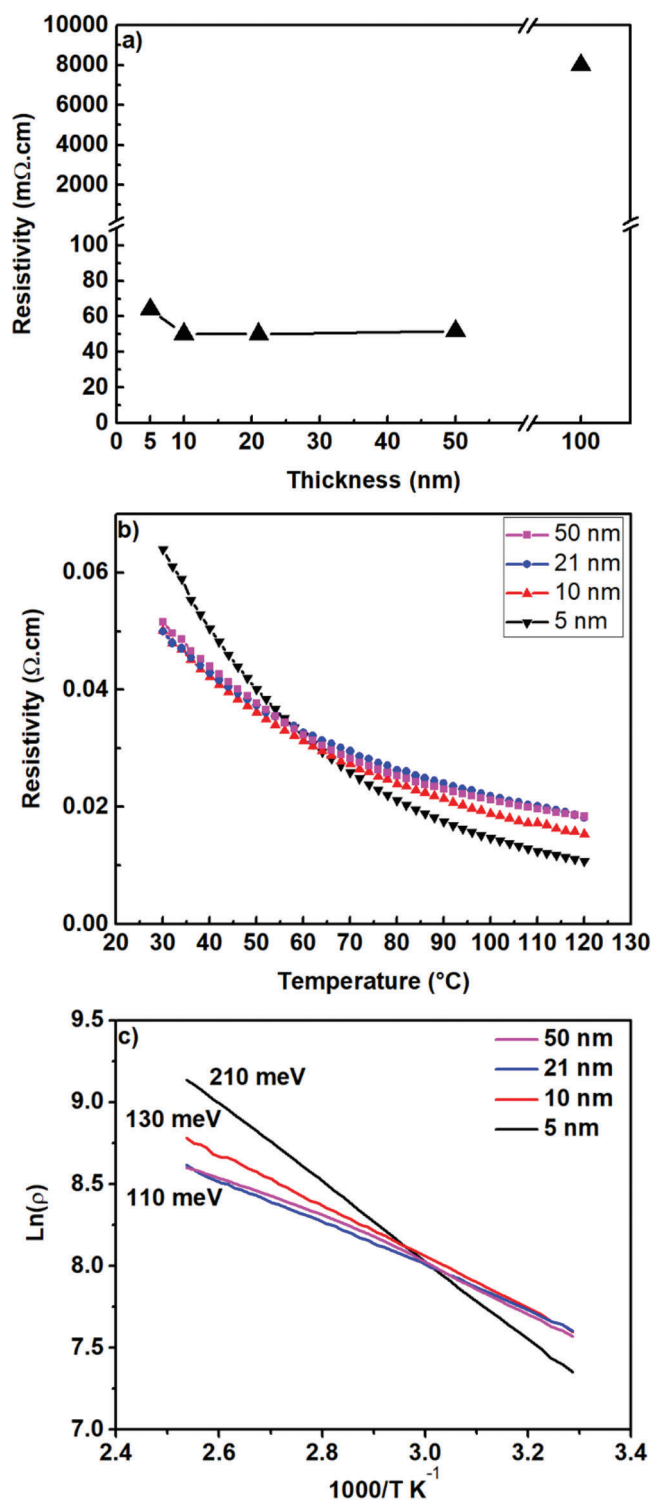 a)
10000
8000
6000
4000
2000
100
80
60
40
20
0
Resistivity (mΩ.cm)
0 5 10 20 30 40 50 100
Thickness (nm)
b)
50 nm
21 nm
10 nm
5 nm
0.06
0.04
0.02
0.00
Resistivity (Ω.cm)
20 30 40 50 60 70 80 90 100 110 120 130
Temperature (°C)
c)
50 nm
21 nm
10 nm
5 nm
210 meV
130 meV
110 meV
9.5
9.0
8.5
8.0
7.5
7.0
Ln(ρ)
2.4 2.6 2.8 3.0 3.2 3.4
1000/T K⁻¹